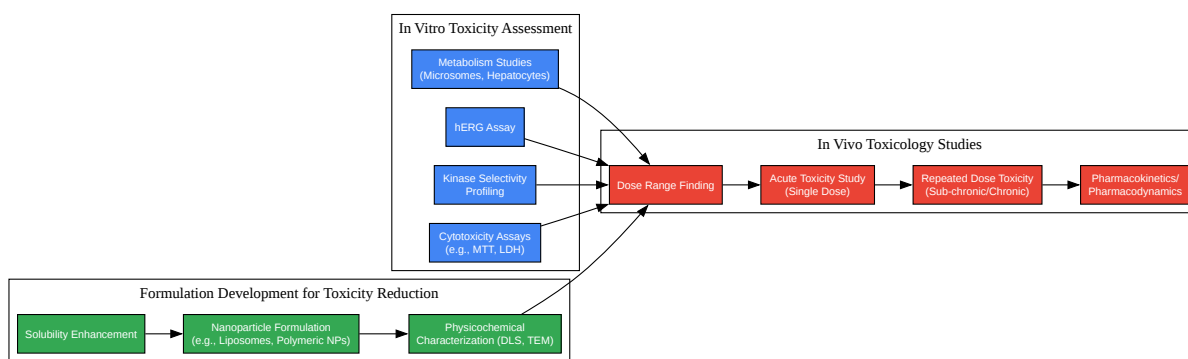 In Vitro Toxicity Assessment
Metabolism Studies
(Microsomes, Hepatocytes)
hERG Assay
Kinase Selectivity
Profiling
Cytotoxicity Assays
(e.g., MTT, LDH)
In Vivo Toxicology Studies
Dose Range Finding
Acute Toxicity Study
(Single Dose)
Repeated Dose Toxicity
(Sub-chronic/Chronic)
Pharmacokinetics/
Pharmacodynamics
Formulation Development for Toxicity Reduction
Solubility Enhancement
Nanoparticle Formulation
(e.g., Liposomes, Polymeric NPs)
Physicochemical
Characterization (DLS, TEM)